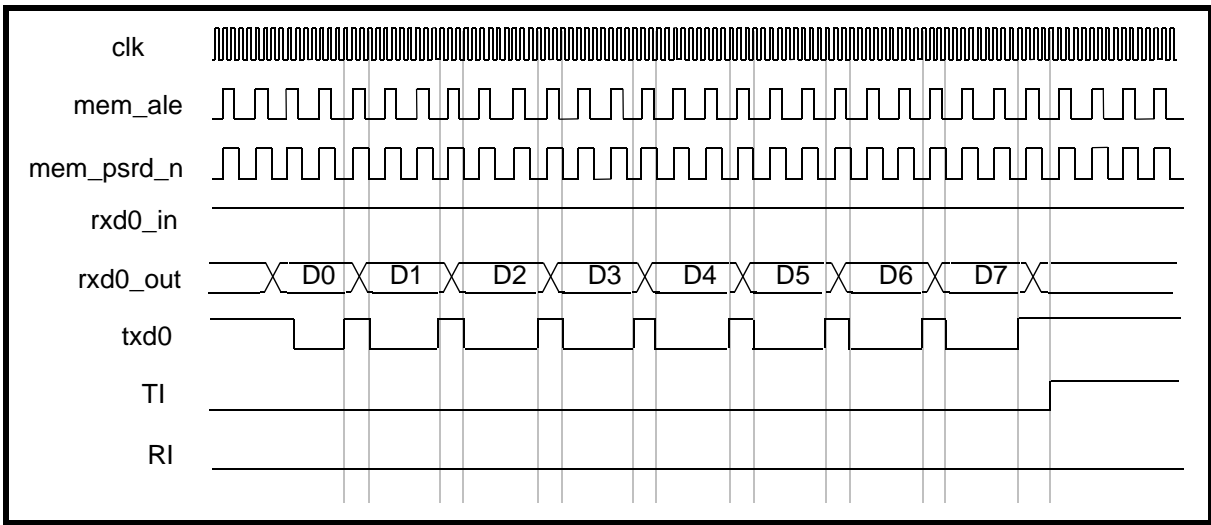 clk
mem_ale
mem_psrd_n
rxd0_in
rxd0_out D0 D1 D2 D3 D4 D5 D6 D7
txd0
TI
RI